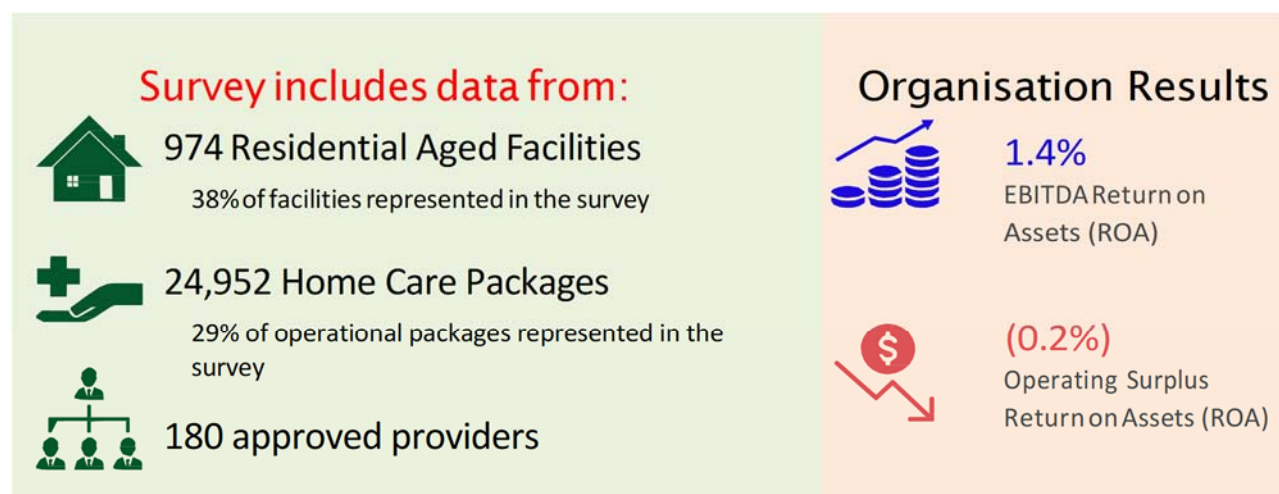 Survey includes data from:
974 Residential Aged Facilities
38% of facilities represented in the survey
24,952 Home Care Packages
29% of operational packages represented in the
survey
180 approved providers
Organisation Results
1.4%
EBITDA Return on
Assets (ROA)
$
(0.2%)
Operating Surplus
Return on Assets (ROA)